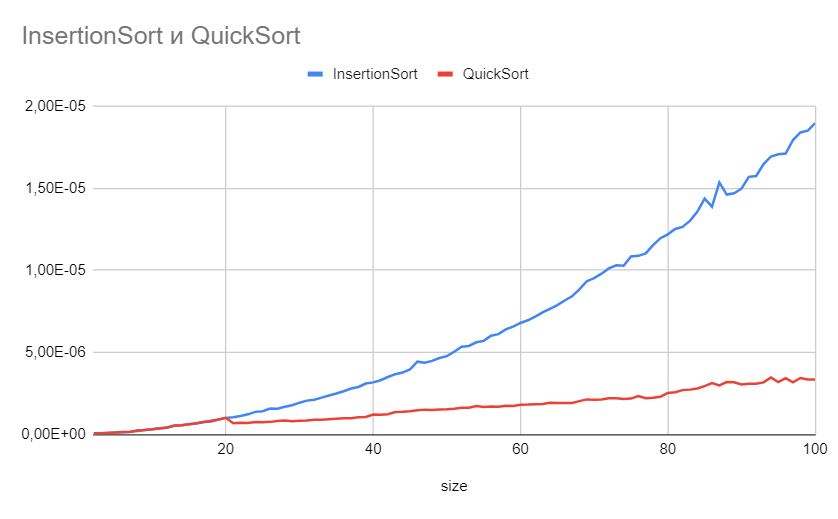 InsertionSort и QuickSort
InsertionSort QuickSort
2,00E-05
1,50E-05
1,00E-05
5,00E-06
0,00E+00
20 40 60 80 100
size